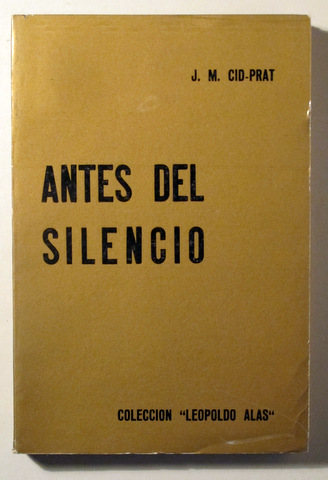 J. M. CID-PRAT
ANTES DEL
SILENCIO
COLECCION "LEOPOLDO ALAS"